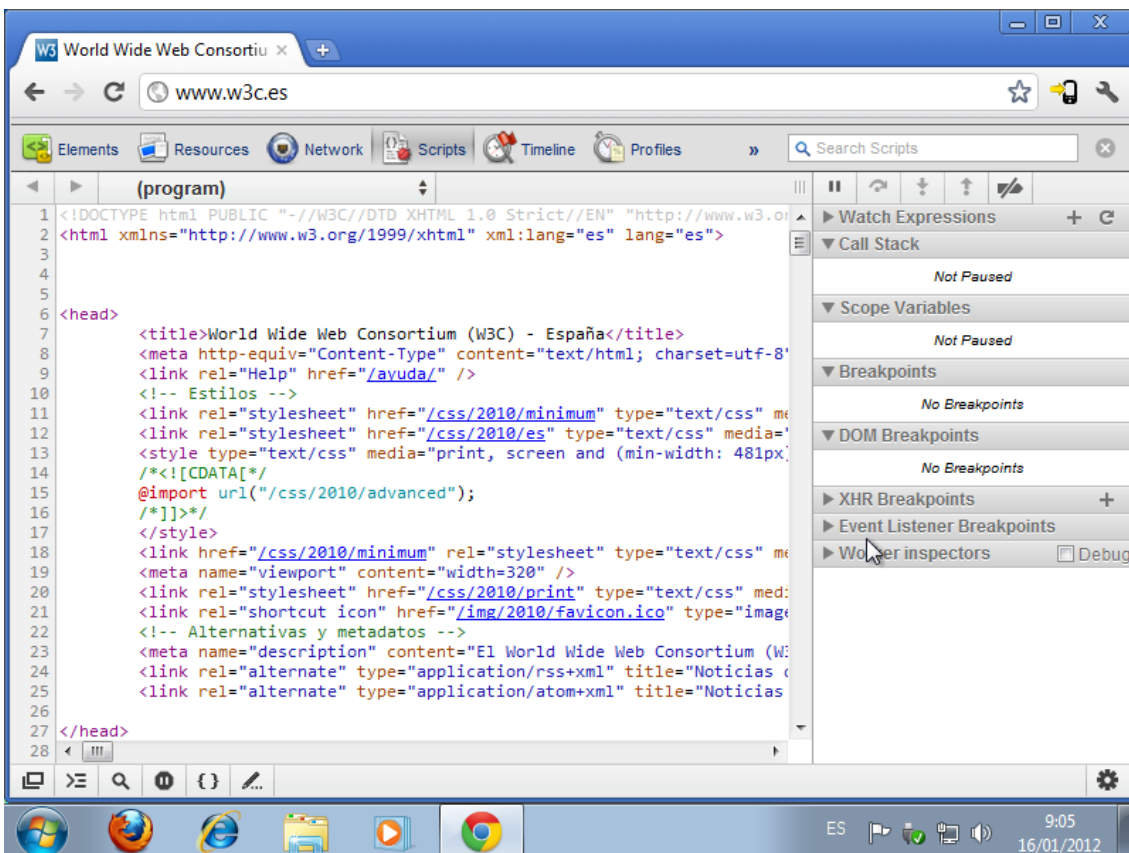 W3 World Wide Web Consortiu
www.w3c.es
Elements Resources Network Scripts Timeline Profiles » Search Scripts
(program)
1 <!DOCTYPE html PUBLIC "-//W3C//DTD XHTML 1.0 Strict//EN" "http://www.w3.or
2 <html xmlns="http://www.w3.org/1999/xhtml" xml:lang="es" lang="es">
3
4
5
6 <head>
7 <title>World Wide Web Consortium (W3C) - España</title>
8 <meta http-equiv="Content-Type" content="text/html; charset=utf-8"
9 <link rel="Help" href="/ayuda/" />
10 <!-- Estilos -->
11 <link rel="stylesheet" href="/css/2010/minimum" type="text/css" me
12 <link rel="stylesheet" href="/css/2010/es" type="text/css" media="
13 <style type="text/css" media="print, screen and (min-width: 481px)
14 /*<![CDATA[*/
15 @import url("/css/2010/advanced");
16 /*]]>*/
17 </style>
18 <link href="/css/2010/minimum" rel="stylesheet" type="text/css" me
19 <meta name="viewport" content="width=320" />
20 <link rel="stylesheet" href="/css/2010/print" type="text/css" medi
21 <link rel="shortcut icon" href="/img/2010/favicon.ico" type="image
22 <!-- Alternativas y metadatos -->
23 <meta name="description" content="El World Wide Web Consortium (W3
24 <link rel="alternate" type="application/rss+xml" title="Noticias
25 <link rel="alternate" type="application/atom+xml" title="Noticias
26
27 </head>
28
Watch Expressions
Call Stack
Not Paused
Scope Variables
Not Paused
Breakpoints
No Breakpoints
DOM Breakpoints
No Breakpoints
XHR Breakpoints
Event Listener Breakpoints
Worker inspectors Debug
ES 9:05
16/01/2012